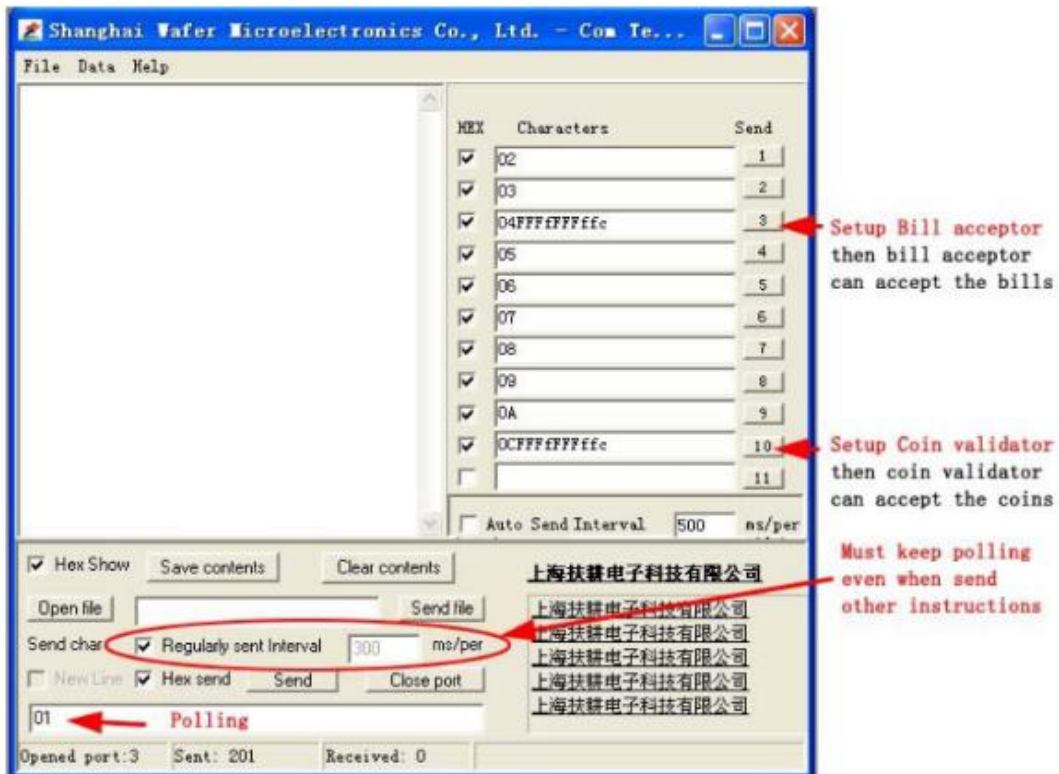 Shanghai Wafer Microelectronics Co., Ltd. - Com Te...
File Data Help
HEX Characters Send
02 1
03 2
04FFFfFFFffc 3
05 4
06 5
07 6
08 7
09 8
0A 9
0CFFFfFFFffc 10
11
Auto Send Interval 500 ms/per
Setup Bill acceptor
then bill acceptor
can accept the bills
Setup Coin validator
then coin validator
can accept the coins
Must keep polling
even when send
other instructions
Hex Show Save contents Clear contents
Open file Send file
Send char Regularly sent Interval 300 ms/per
New Line Hex send Send Close port
01 Polling
上海扶耕电子科技有限公司
上海扶耕电子科技有限公司
上海扶耕电子科技有限公司
上海扶耕电子科技有限公司
上海扶耕电子科技有限公司
上海扶耕电子科技有限公司
Opened port:3 Sent: 201 Received: 0